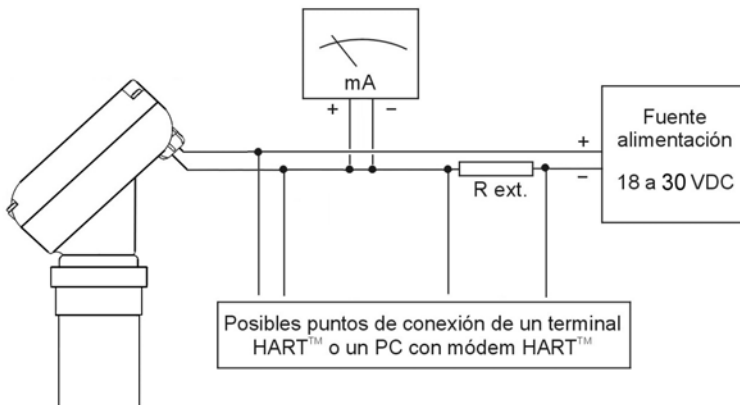 mA
+ −
Fuente
alimentación
18 a 30 VDC
+
−
R ext.
Posibles puntos de conexión de un terminal
HART™ o un PC con módem HART™